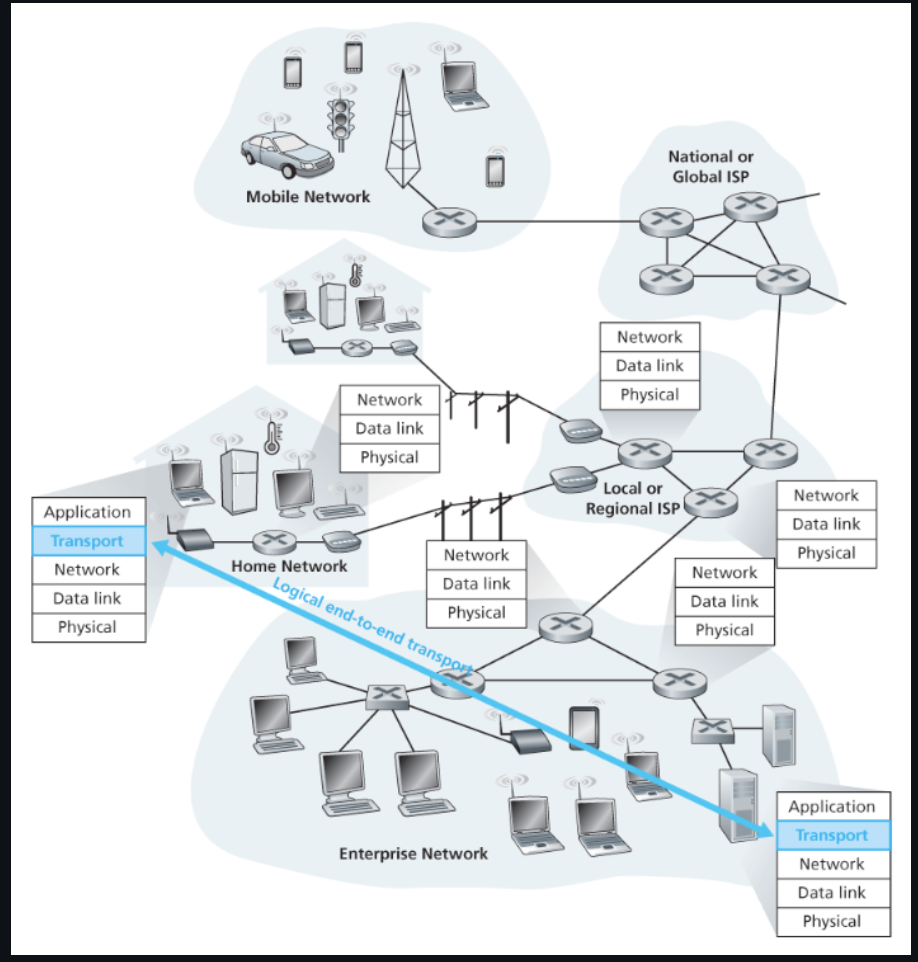 Mobile Network
National or
Global ISP
Network
Data link
Physical
Network
Data link
Physical
Local or
Regional ISP
Network
Data link
Physical
Application
Transport
Network
Data link
Physical
Home Network
Network
Data link
Physical
Network
Data link
Physical
Logical end-to-end transport
Enterprise Network
Application
Transport
Network
Data link
Physical